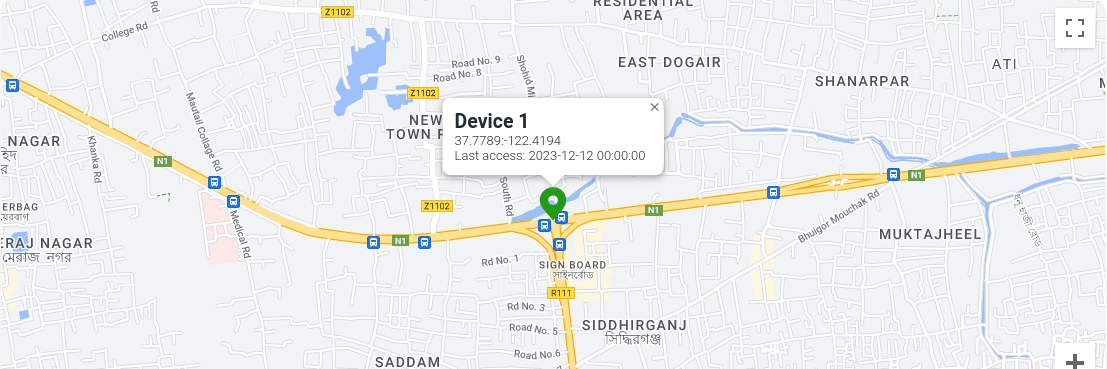 RESIDENTIAL
AREA
Z1102
College Rd
Road No. 9
Road No. 8
EAST DOGAIR
ATI
SHANARPAR
Z1102
Mautail College Rd
NEW
TOWN R
Device 1
37.7789:-122.4194
Last access: 2023-12-12 00:00:00
NAGAR
Khanka Rd
N1
N1
South Rd
Z1102
N1
ERBAG
Medical Rd
Bhuigor Mouchak Rd
MUKTAJHEEL
ERAJ NAGAR
মেরাজ নগর
N1
Rd No. 1
SIGN BOARD
সাইনবোর্ড
R111
Rd No. 3
Road No. 5
SIDDHIRGANJ
সিদ্ধিরগঞ্জ
Road No.6
SADDAM